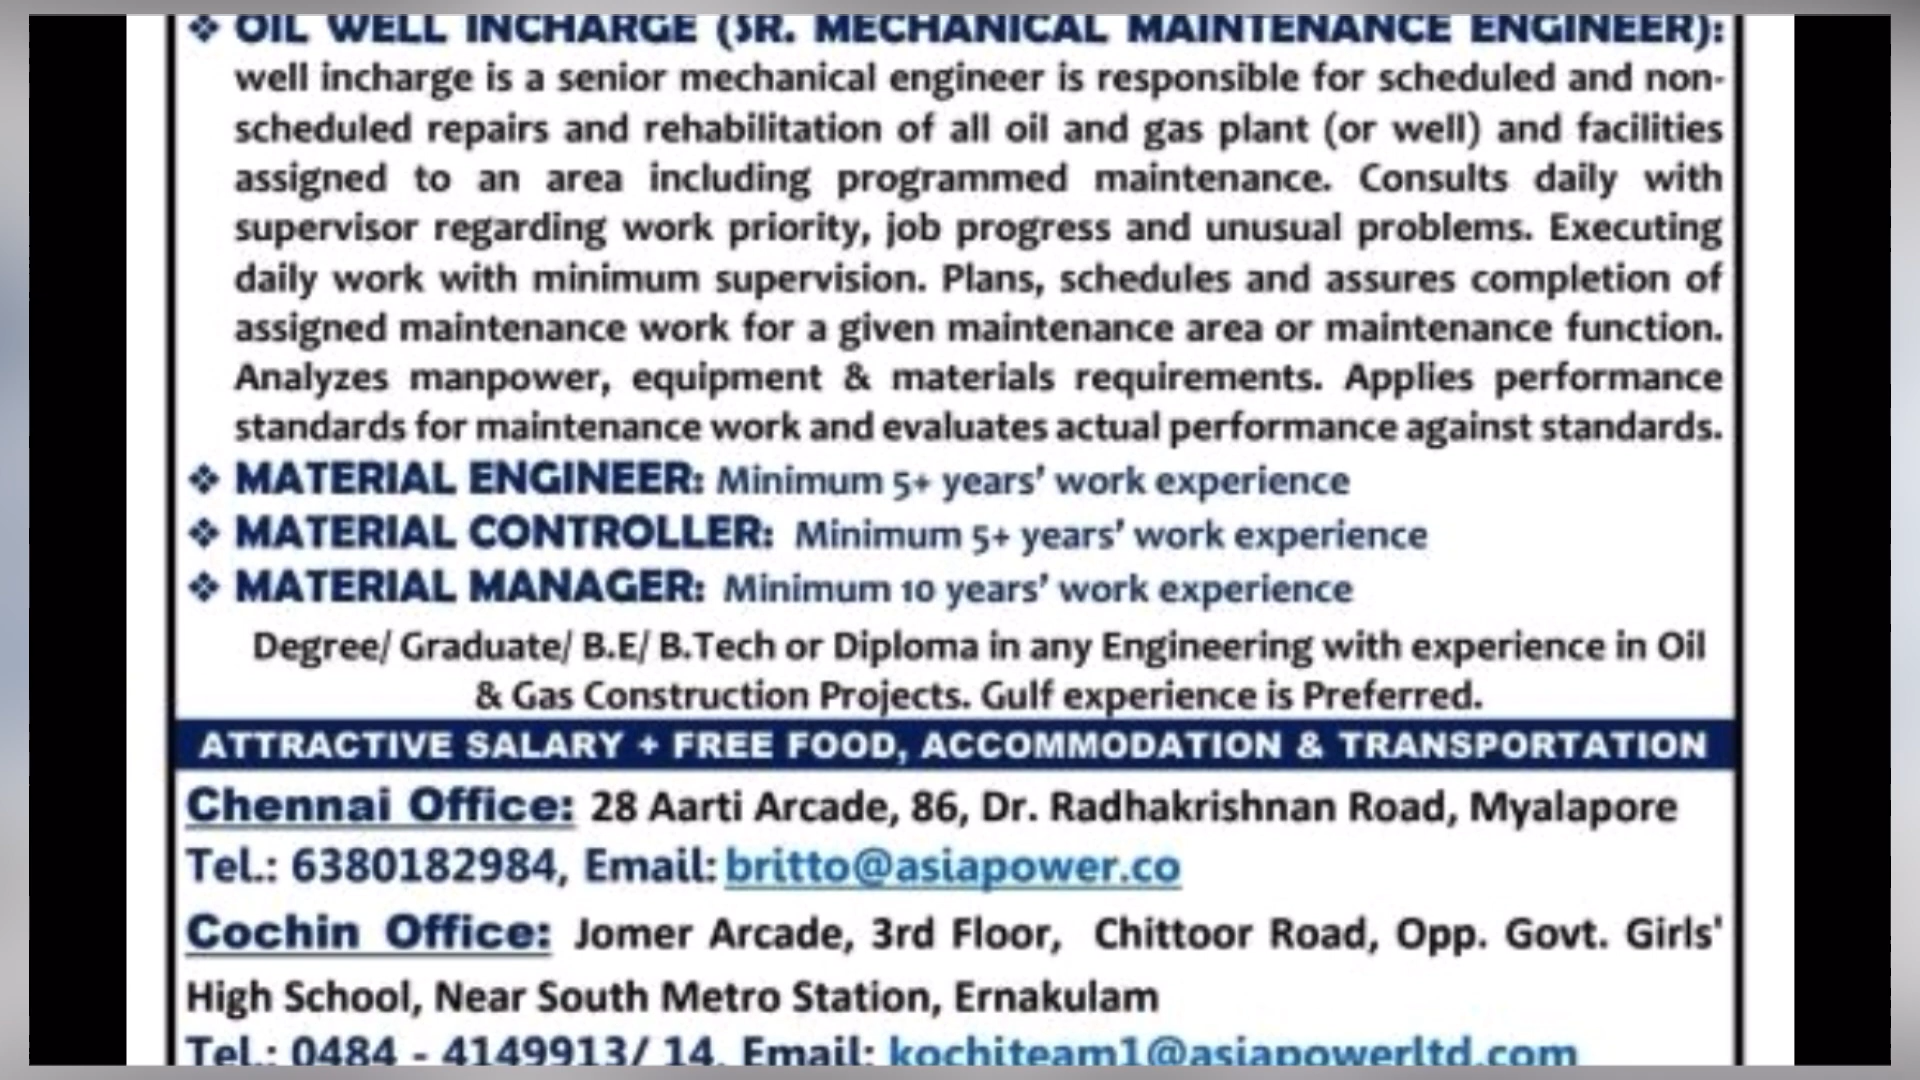 ❖ OIL WELL INCHARGE (SR. MECHANICAL MAINTENANCE ENGINEER):
well incharge is a senior mechanical engineer is responsible for scheduled and non-
scheduled repairs and rehabilitation of all oil and gas plant (or well) and facilities
assigned to an area including programmed maintenance. Consults daily with
supervisor regarding work priority, job progress and unusual problems. Executing
daily work with minimum supervision. Plans, schedules and assures completion of
assigned maintenance work for a given maintenance area or maintenance function.
Analyzes manpower, equipment & materials requirements. Applies performance
standards for maintenance work and evaluates actual performance against standards.
❖ MATERIAL ENGINEER: Minimum 5+ years' work experience
❖ MATERIAL CONTROLLER: Minimum 5+ years' work experience
❖ MATERIAL MANAGER: Minimum 10 years' work experience
Degree/ Graduate/ B.E/ B.Tech or Diploma in any Engineering with experience in Oil
& Gas Construction Projects. Gulf experience is Preferred.
ATTRACTIVE SALARY + FREE FOOD, ACCOMMODATION & TRANSPORTATION
Chennai Office: 28 Aarti Arcade, 86, Dr. Radhakrishnan Road, Myalapore
Tel.: 6380182984, Email: britto@asiapower.co
Cochin Office: Jomer Arcade, 3rd Floor, Chittoor Road, Opp. Govt. Girls'
High School, Near South Metro Station, Ernakulam
Tel.: 0484 - 4149913/ 14, Email: kochiteam1@asiapowerltd.com